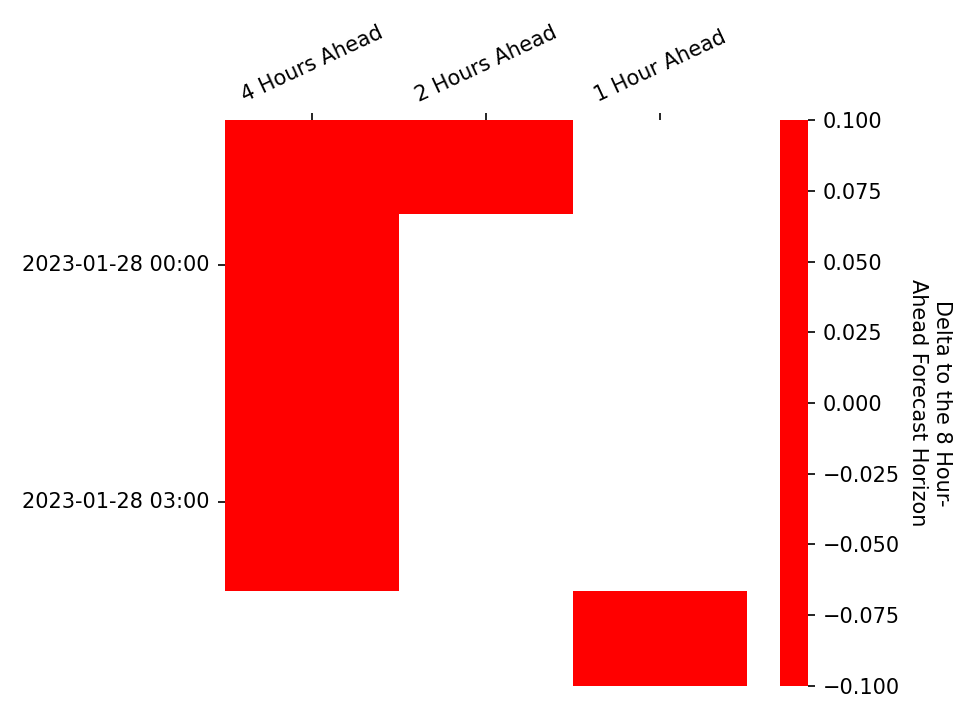 4 Hours Ahead
2 Hours Ahead
1 Hour Ahead
2023-01-28 00:00
2023-01-28 03:00
0.100
0.075
0.050
0.025
0.000
−0.025
−0.050
−0.075
−0.100
Delta to the 8 Hour-
Ahead Forecast Horizon